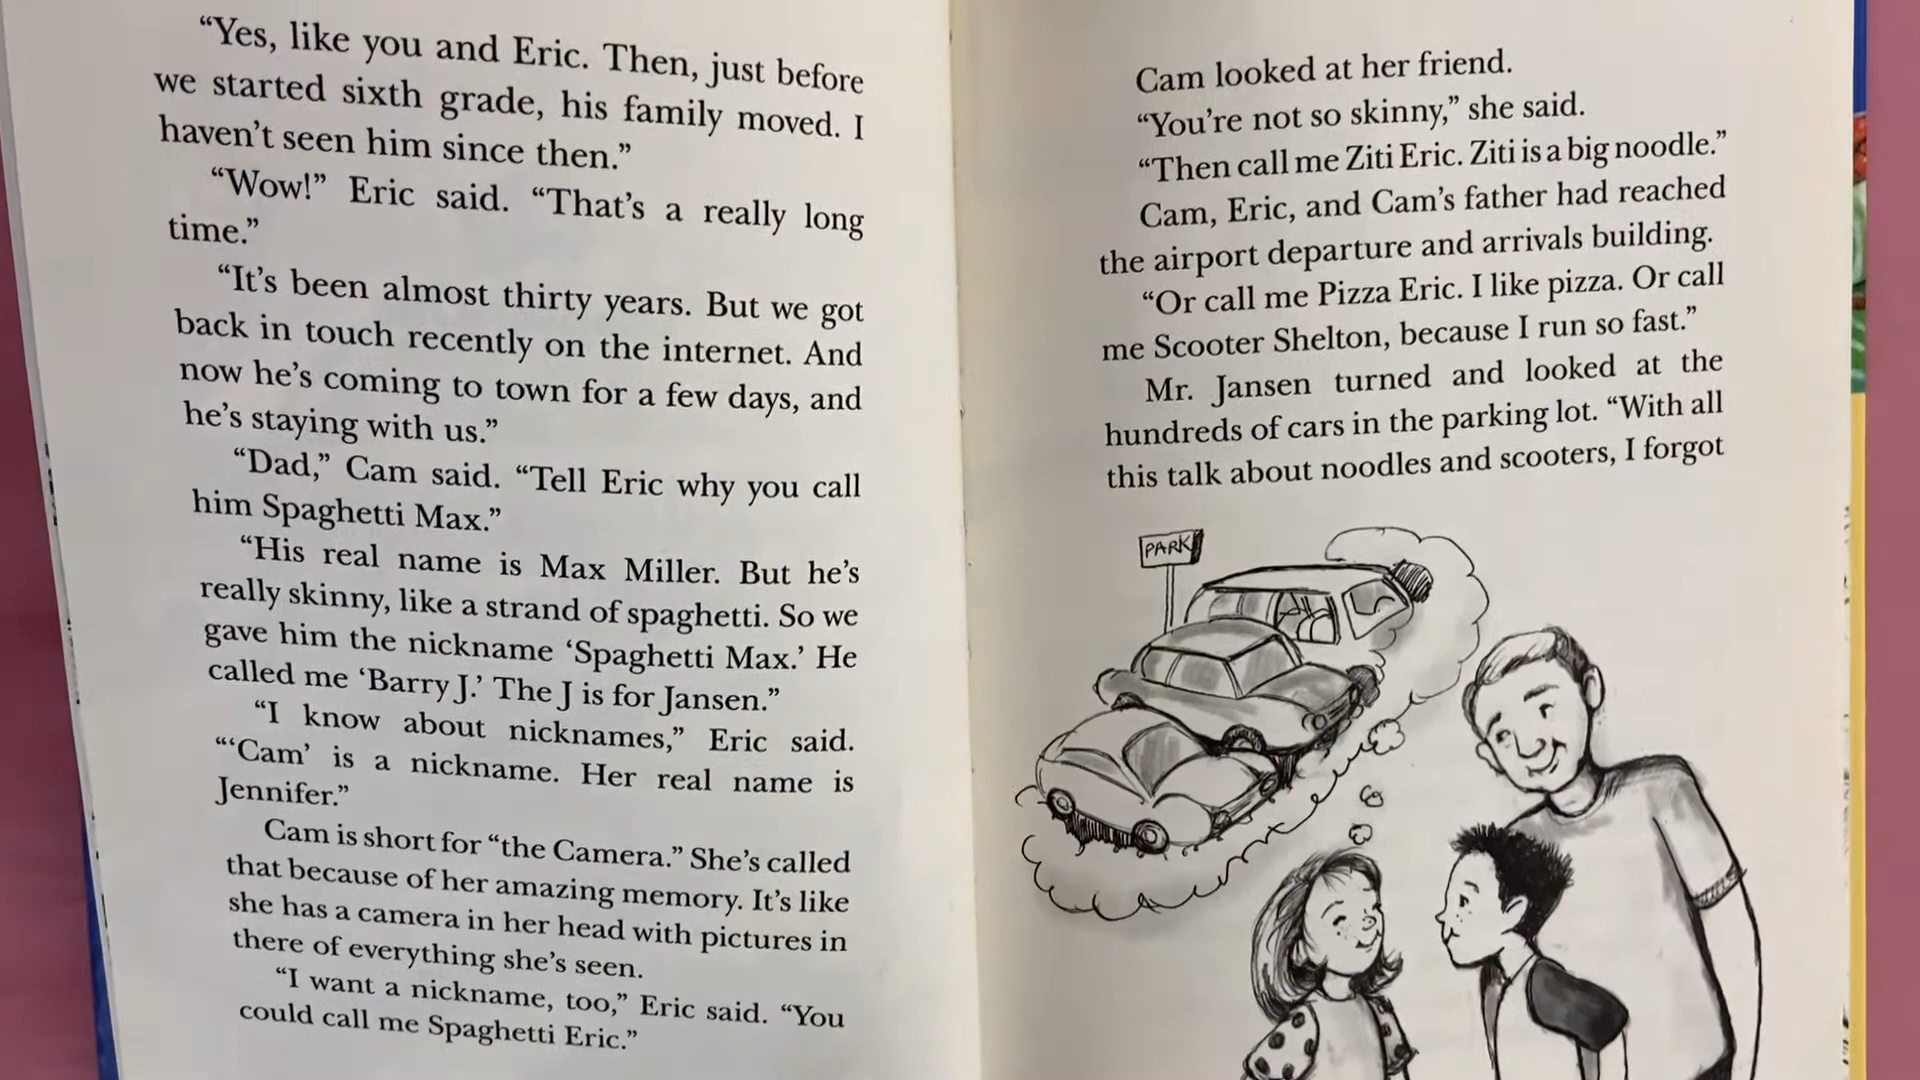 “Yes, like you and Eric. Then, just before
we started sixth grade, his family moved. I
haven’t seen him since then.”
“Wow!” Eric said. “That’s a really long
time.”
“It’s been almost thirty years. But we got
back in touch recently on the internet. And
now he’s coming to town for a few days, and
he’s staying with us.”
“Dad,” Cam said. “Tell Eric why you call
him Spaghetti Max.”
“His real name is Max Miller. But he’s
really skinny, like a strand of spaghetti. So we
gave him the nickname ‘Spaghetti Max.’ He
called me ‘Barry J.’ The J is for Jansen.”
“I know about nicknames,” Eric said.
“‘Cam’ is a nickname. Her real name is
Jennifer.”
Cam is short for “the Camera.” She’s called
that because of her amazing memory. It’s like
she has a camera in her head with pictures in
there of everything she’s seen.
“I want a nickname, too,” Eric said. “You
could call me Spaghetti Eric.”
Cam looked at her friend.
“You’re not so skinny,” she said.
“Then call me Ziti Eric. Ziti is a big noodle.”
Cam, Eric, and Cam’s father had reached
the airport departure and arrivals building.
“Or call me Pizza Eric. I like pizza. Or call
me Scooter Shelton, because I run so fast.”
Mr. Jansen turned and looked at the
hundreds of cars in the parking lot. “With all
this talk about noodles and scooters, I forgot
PARK